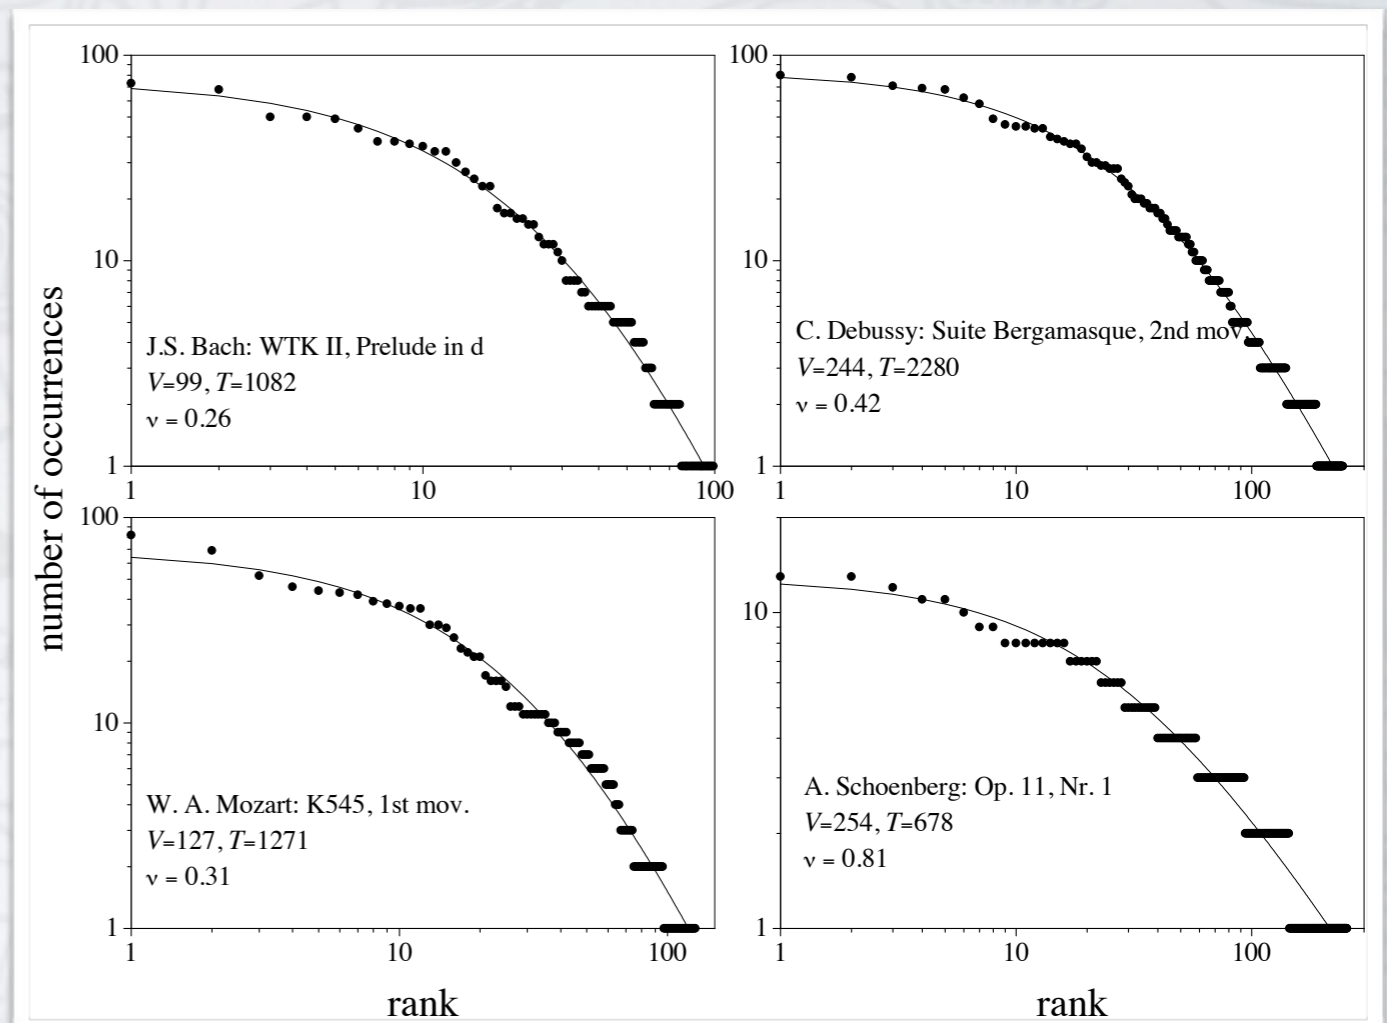 number of occurrences
100
10
1
1
10
100
J.S. Bach: WTK II, Prelude in d
V=99, T=1082
ν = 0.26
100
10
1
1
10
100
C. Debussy: Suite Bergamasque, 2nd mov.
V=244, T=2280
ν = 0.42
100
10
1
1
10
100
W. A. Mozart: K545, 1st mov.
V=127, T=1271
ν = 0.31
rank
10
1
1
10
100
A. Schoenberg: Op. 11, Nr. 1
V=254, T=678
ν = 0.81
rank